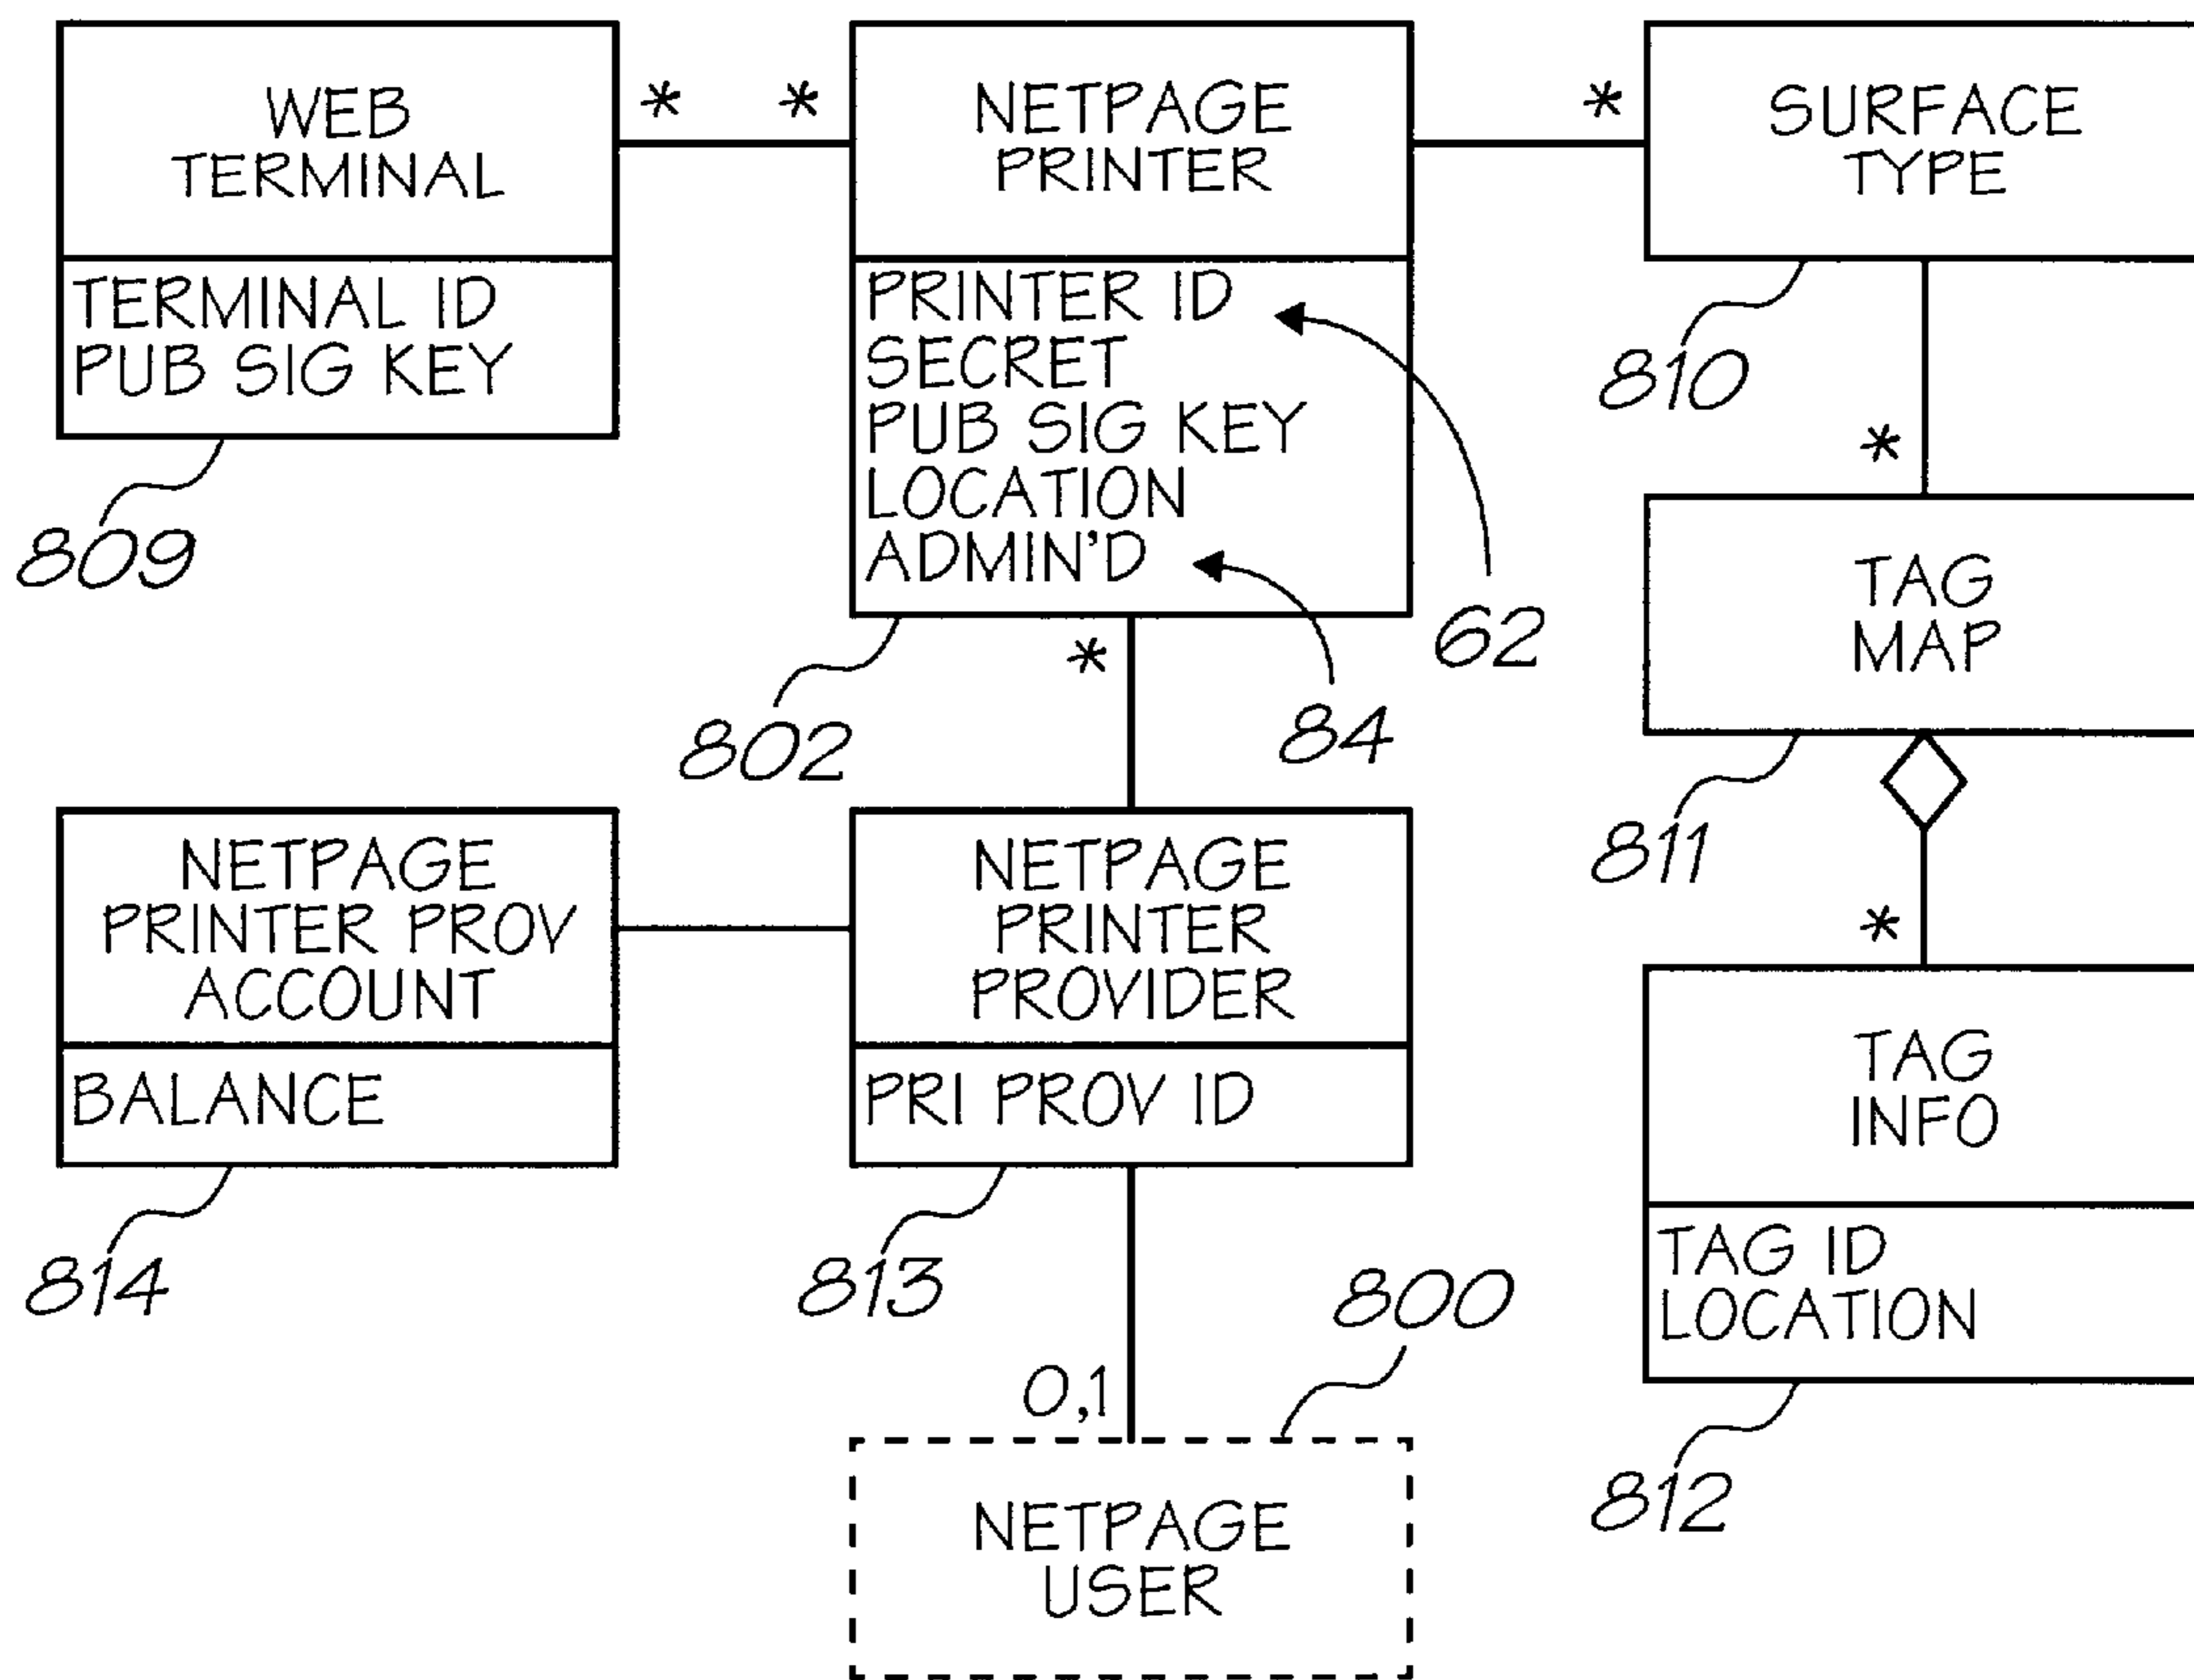 WEB
TERMINAL
* *
NETPAGE
PRINTER
*
SURFACE
TYPE
TERMINAL ID
PUB SIG KEY
PRINTER ID
SECRET
PUB SIG KEY
LOCATION
ADMIN'D
809
810
*
TAG
MAP
62
*
802
84
811
NETPAGE
PRINTER PROV
ACCOUNT
BALANCE
NETPAGE
PRINTER
PROVIDER
PRI PROV ID
*
TAG
INFO
TAG ID
LOCATION
814
813
800
0,1
812
NETPAGE
USER